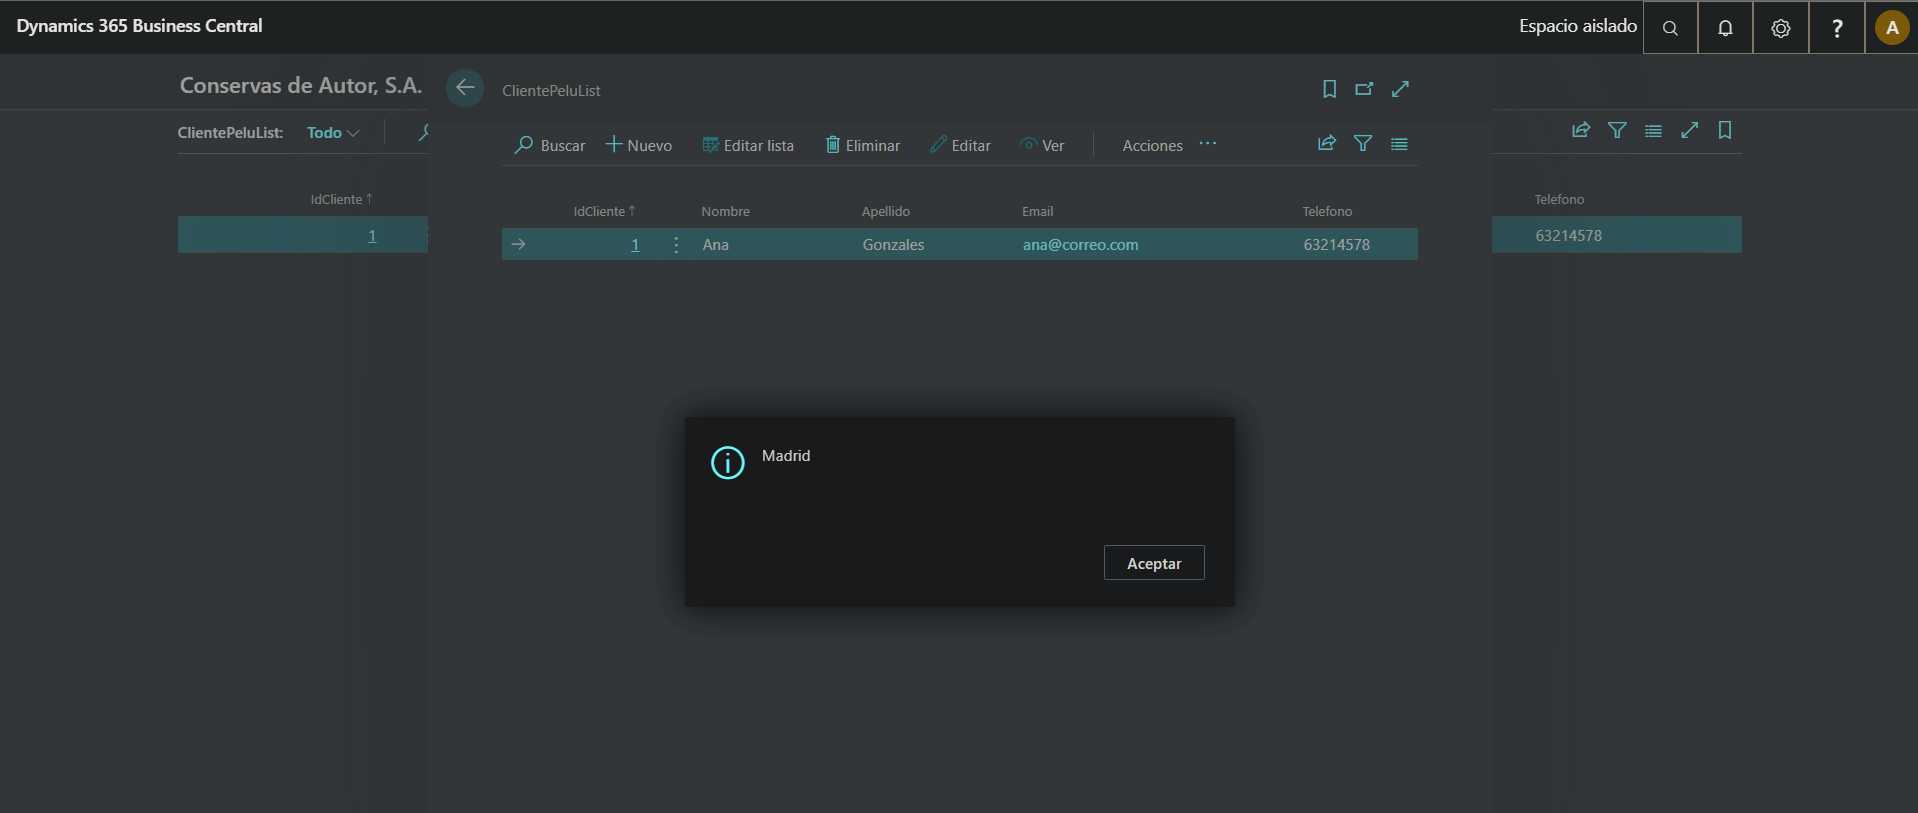 Dynamics 365 Business Central
Espacio aislado
?
A
Conservas de Autor, S.A.
ClientePeluList
ClientePeluList:
Todo
Buscar
Nuevo
Editar lista
Eliminar
Editar
Ver
Acciones
...
IdCliente ↑
IdCliente ↑
Nombre
Apellido
Email
Telefono
Telefono
1
1
Ana
Gonzales
ana@correo.com
63214578
63214578
Madrid
Aceptar